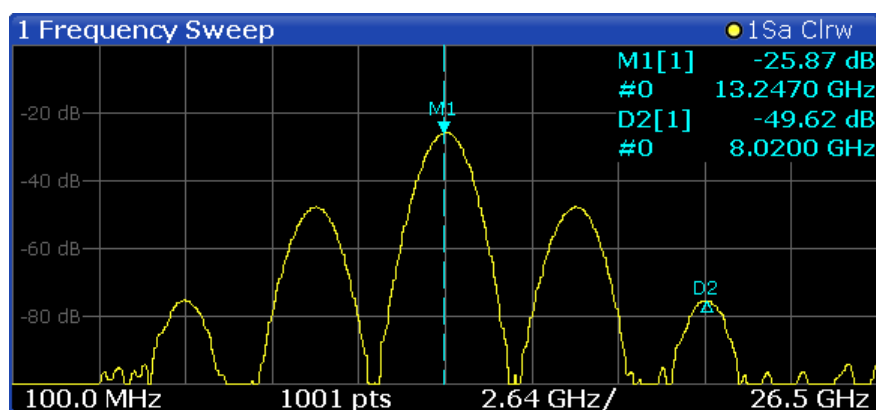 1 Frequency Sweep 1Sa Clrw
M1[1] -25.87 dB
#0 13.2470 GHz
D2[1] -49.62 dB
#0 8.0200 GHz
M1
-20 dB
-40 dB
-60 dB
D2
-80 dB
100.0 MHz 1001 pts 2.64 GHz/ 26.5 GHz